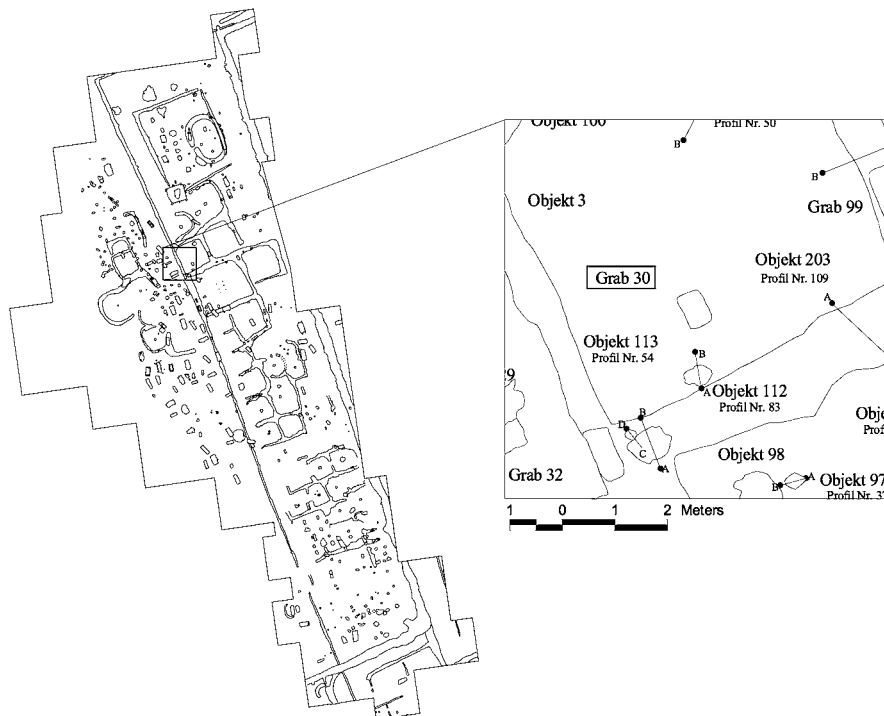 Objekt 100
Profil Nr. 50
B
B
Objekt 3
Grab 99
Objekt 203
Profil Nr. 109
Grab 30
A
Objekt 113
Profil Nr. 54
B
A
Objekt 112
Profil Nr. 83
B
D
C
A
Grab 32
Objekt 98
B
A
Objekt 97
1 0 1 2 Meters